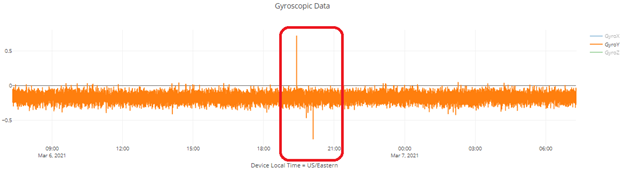 Gyroscopic Data
GyroX
GyroY
GyroZ
0.5
0
−0.5
09:00
Mar 6, 2021
12:00
15:00
18:00
21:00
00:00
Mar 7, 2021
03:00
06:00
Device Local Time = US/Eastern